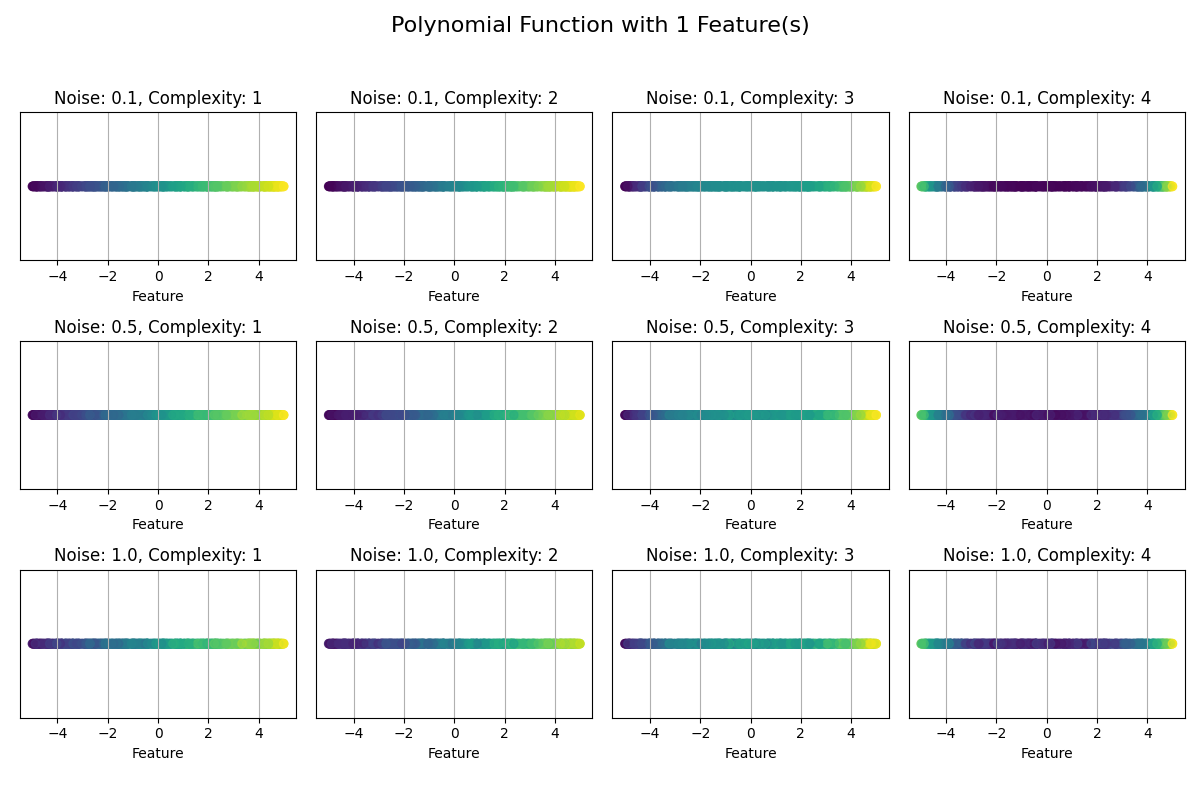 Polynomial Function with 1 Feature(s)
Noise: 0.1, Complexity: 1
Noise: 0.1, Complexity: 2
Noise: 0.1, Complexity: 3
Noise: 0.1, Complexity: 4
−4 −2 0 2 4
−4 −2 0 2 4
−4 −2 0 2 4
−4 −2 0 2 4
Feature
Feature
Feature
Feature
Noise: 0.5, Complexity: 1
Noise: 0.5, Complexity: 2
Noise: 0.5, Complexity: 3
Noise: 0.5, Complexity: 4
−4 −2 0 2 4
−4 −2 0 2 4
−4 −2 0 2 4
−4 −2 0 2 4
Feature
Feature
Feature
Feature
Noise: 1.0, Complexity: 1
Noise: 1.0, Complexity: 2
Noise: 1.0, Complexity: 3
Noise: 1.0, Complexity: 4
−4 −2 0 2 4
−4 −2 0 2 4
−4 −2 0 2 4
−4 −2 0 2 4
Feature
Feature
Feature
Feature